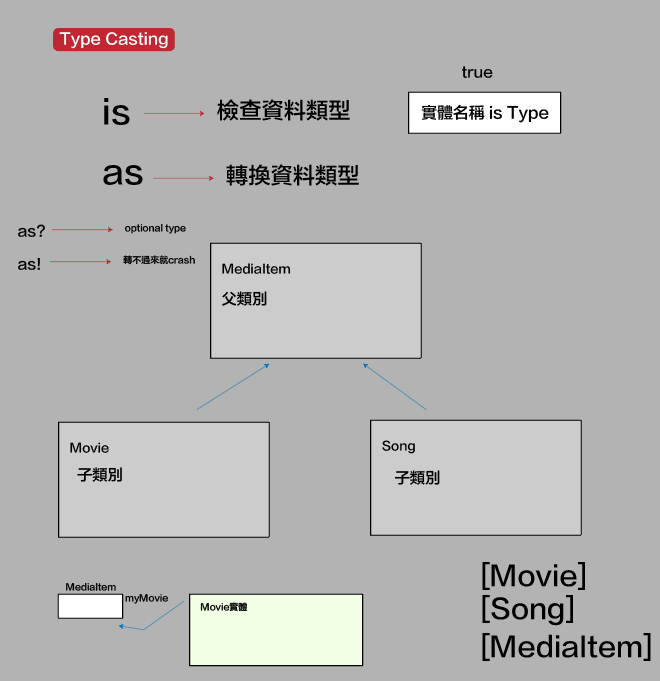 Type Casting
true
is
檢查資料類型
實體名稱 is Type
as
轉換資料類型
as?
optional type
as!
轉不過來就crash
MediaItem
父類別
Movie
子類別
Song
子類別
MediaItem
myMovie
Movie實體
[Movie]
[Song]
[MediaItem]